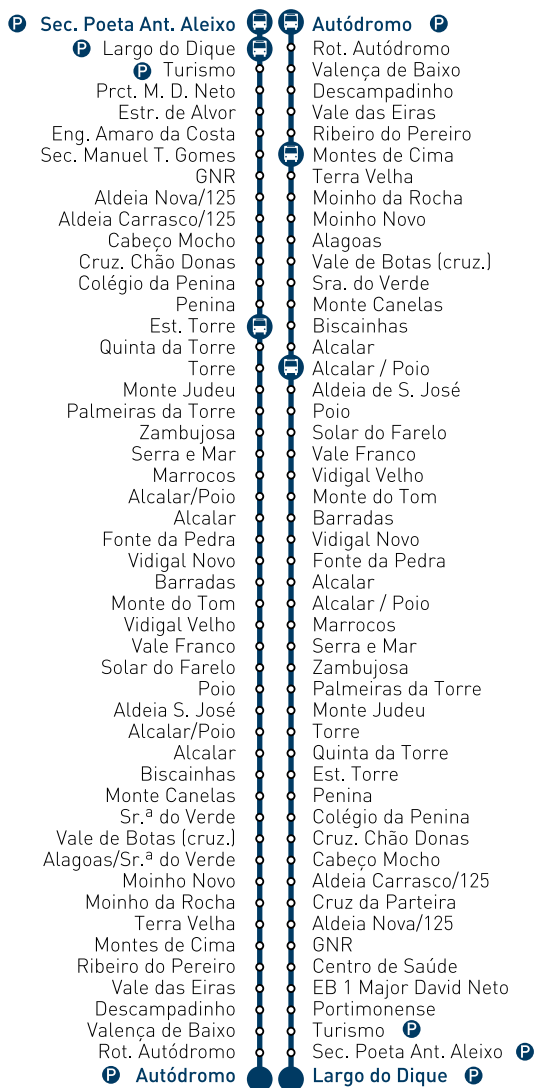 P Sec. Poeta Ant. Aleixo
P Largo do Dique
P Turismo
Prct. M. D. Neto
Estr. de Alvor
Eng. Amaro da Costa
Sec. Manuel T. Gomes
GNR
Aldeia Nova/125
Aldeia Carrasco/125
Cabeço Mocho
Cruz. Chão Donas
Colégio da Penina
Penina
Est. Torre
Quinta da Torre
Torre
Monte Judeu
Palmeiras da Torre
Zambujosa
Serra e Mar
Marrocos
Alcalar/Poio
Alcalar
Fonte da Pedra
Vidigal Novo
Barradas
Monte do Tom
Vidigal Velho
Vale Franco
Solar do Farelo
Poio
Aldeia S. José
Alcalar/Poio
Alcalar
Biscainhas
Monte Canelas
Sr.ª do Verde
Vale de Botas (cruz.)
Alagoas/Sr.ª do Verde
Moinho Novo
Moinho da Rocha
Terra Velha
Montes de Cima
Ribeiro do Pereiro
Vale das Eiras
Descampadinho
Valença de Baixo
Rot. Autódromo
P Autódromo
Autódromo P
Rot. Autódromo
Valença de Baixo
Descampadinho
Vale das Eiras
Ribeiro do Pereiro
Montes de Cima
Terra Velha
Moinho da Rocha
Moinho Novo
Alagoas
Vale de Botas (cruz.)
Sra. do Verde
Monte Canelas
Biscainhas
Alcalar
Alcalar / Poio
Aldeia de S. José
Poio
Solar do Farelo
Vale Franco
Vidigal Velho
Monte do Tom
Barradas
Vidigal Novo
Fonte da Pedra
Alcalar
Alcalar / Poio
Marrocos
Serra e Mar
Zambujosa
Palmeiras da Torre
Monte Judeu
Torre
Quinta da Torre
Est. Torre
Penina
Colégio da Penina
Cruz. Chão Donas
Cabeço Mocho
Aldeia Carrasco/125
Cruz da Parteira
Aldeia Nova/125
GNR
Centro de Saúde
EB 1 Major David Neto
Portimonense
Turismo P
Sec. Poeta Ant. Aleixo P
Largo do Dique P